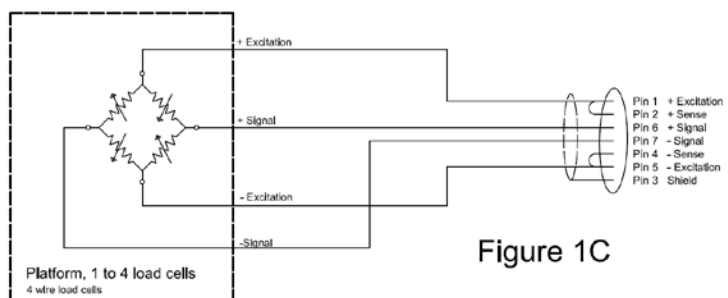 + Excitation
+ Signal
- Excitation
-Signal
Platform, 1 to 4 load cells
4 wire load cells
Pin 1 + Excitation
Pin 2 + Sense
Pin 6 + Signal
Pin 7 - Signal
Pin 4 - Sense
Pin 5 - Excitation
Pin 3 Shield
Figure 1C